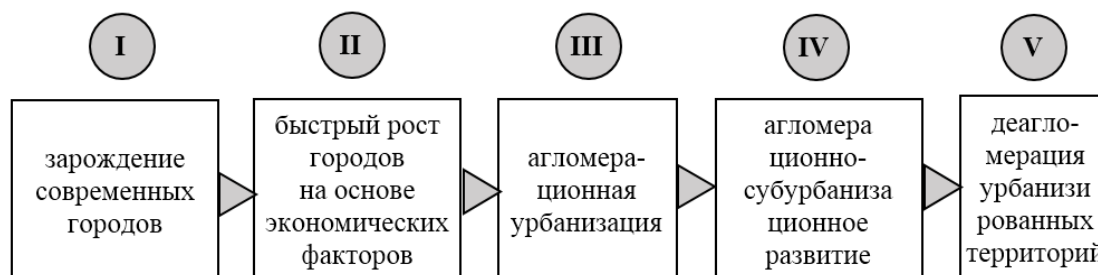 I
II
III
IV
V
зарождение
современных
городов
быстрый рост
городов
на основе
экономических
факторов
агломера-
ционная
урбанизация
агломера
ционно-
субурбаниза
ционное
развитие
деагло-
мерация
урбанизи
рованных
территорий